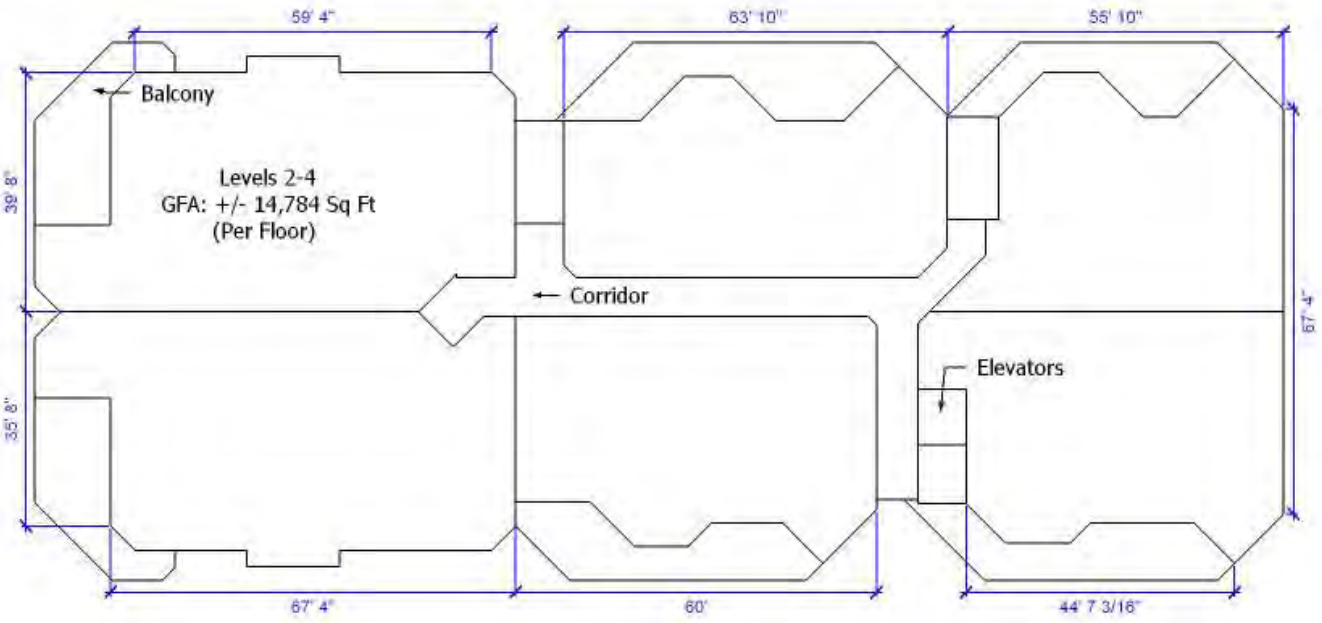 59' 4"
63' 10"
55' 10"
Balcony
39' 8"
Levels 2-4
GFA: +/- 14,784 Sq Ft
(Per Floor)
Corridor
67' 4"
Elevators
35' 8"
67' 4"
60'
44' 7 3/16"